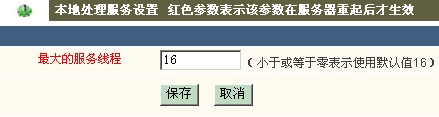 本地处理服务设置 红色参数表示该参数在服务器重起后才生效
最大的服务线程 16 (小于或等于零表示使用默认值16)
保存 取消